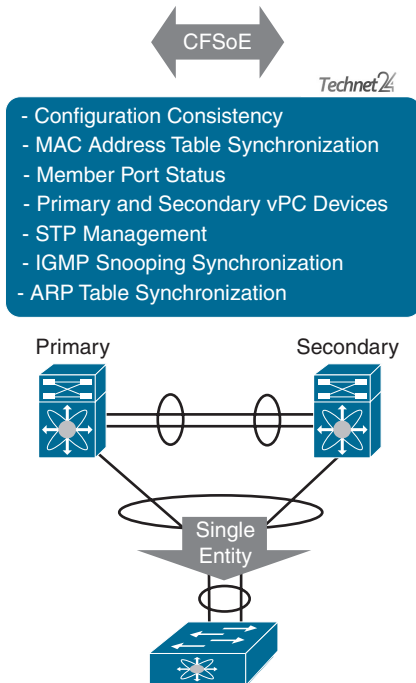 CFSoE
Technet24
- Configuration Consistency
- MAC Address Table Synchronization
- Member Port Status
- Primary and Secondary vPC Devices
- STP Management
- IGMP Snooping Synchronization
- ARP Table Synchronization
Primary
Secondary
Single
Entity